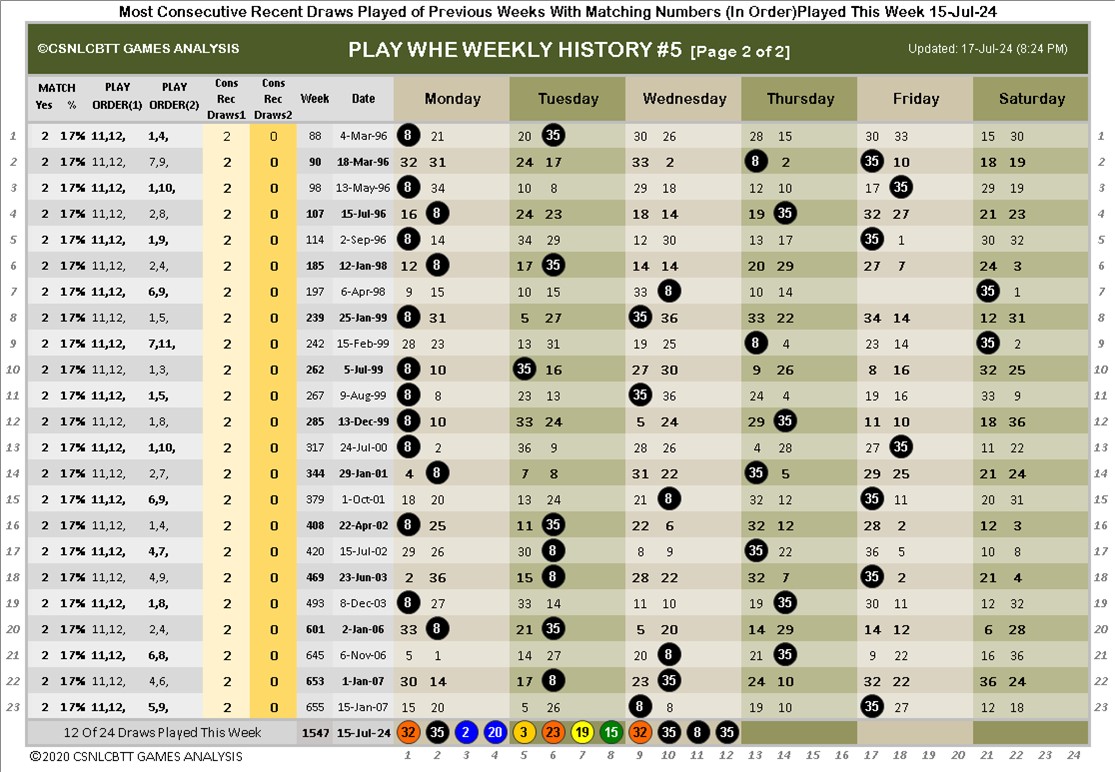 Most Consecutive Recent Draws Played of Previous Weeks With Matching Numbers (In Order)Played This Week 15-Jul-24
©CSNLCBTT GAMES ANALYSIS PLAY WHE WEEKLY HISTORY #5 [Page 2 of 2] Updated: 17-Jul-24 (8:24 PM)
MATCH Yes % PLAY ORDER(1) PLAY ORDER(2) Cons Rec Draws1 Cons Rec Draws2 Week Date Monday Tuesday Wednesday Thursday Friday Saturday
1 2 17% 11,12, 1,4, 2 0 88 4-Mar-96 8 21 20 35 30 26 28 15 30 33 15 30 1
2 2 17% 11,12, 7,9, 2 0 90 18-Mar-96 32 31 24 17 33 2 8 2 35 10 18 19 2
3 2 17% 11,12, 1,10, 2 0 98 13-May-96 8 34 10 8 29 18 12 10 17 35 29 19 3
4 2 17% 11,12, 2,8, 2 0 107 15-Jul-96 16 8 24 23 18 14 19 35 32 27 21 23 4
5 2 17% 11,12, 1,9, 2 0 114 2-Sep-96 8 14 34 29 12 30 13 17 35 1 30 32 5
6 2 17% 11,12, 2,4, 2 0 185 12-Jan-98 12 8 17 35 14 14 20 29 27 7 24 3 6
7 2 17% 11,12, 6,9, 2 0 197 6-Apr-98 9 15 10 15 33 8 10 14 35 1 7
8 2 17% 11,12, 1,5, 2 0 239 25-Jan-99 8 31 5 27 35 36 33 22 34 14 12 31 8
9 2 17% 11,12, 7,11, 2 0 242 15-Feb-99 28 23 13 31 19 25 8 4 23 14 35 2 9
10 2 17% 11,12, 1,3, 2 0 262 5-Jul-99 8 10 35 16 27 30 9 26 8 16 32 25 10
11 2 17% 11,12, 1,5, 2 0 267 9-Aug-99 8 8 23 13 35 36 24 4 19 16 33 9 11
12 2 17% 11,12, 1,8, 2 0 285 13-Dec-99 8 10 33 24 5 24 29 35 11 10 18 36 12
13 2 17% 11,12, 1,10, 2 0 317 24-Jul-00 8 2 36 9 28 26 4 28 27 35 11 22 13
14 2 17% 11,12, 2,7, 2 0 344 29-Jan-01 4 8 7 8 31 22 35 5 29 25 21 24 14
15 2 17% 11,12, 6,9, 2 0 379 1-Oct-01 18 20 13 24 21 8 32 12 35 11 20 31 15
16 2 17% 11,12, 1,4, 2 0 408 22-Apr-02 8 25 11 35 22 6 32 12 28 2 12 3 16
17 2 17% 11,12, 4,7, 2 0 420 15-Jul-02 29 26 30 8 8 9 35 22 36 5 10 8 17
18 2 17% 11,12, 4,9, 2 0 469 23-Jun-03 2 36 15 8 28 22 32 7 35 2 21 4 18
19 2 17% 11,12, 1,8, 2 0 493 8-Dec-03 8 27 33 14 11 10 19 35 30 11 12 32 19
20 2 17% 11,12, 2,4, 2 0 601 2-Jan-06 33 8 21 35 5 20 14 29 14 12 6 28 20
21 2 17% 11,12, 6,8, 2 0 645 6-Nov-06 5 1 14 27 20 8 21 35 9 22 16 36 21
22 2 17% 11,12, 4,6, 2 0 653 1-Jan-07 30 14 17 8 23 35 24 10 32 22 36 24 22
23 2 17% 11,12, 5,9, 2 0 655 15-Jan-07 15 20 5 26 8 8 19 10 35 27 12 18 23
12 Of 24 Draws Played This Week 1547 15-Jul-24 32 35 2 20 3 23 19 15 32 35 8 35
©2020 CSNLCBTT GAMES ANALYSIS 1 2 3 4 5 6 7 8 9 10 11 12 13 14 15 16 17 18 19 20 21 22 23 24